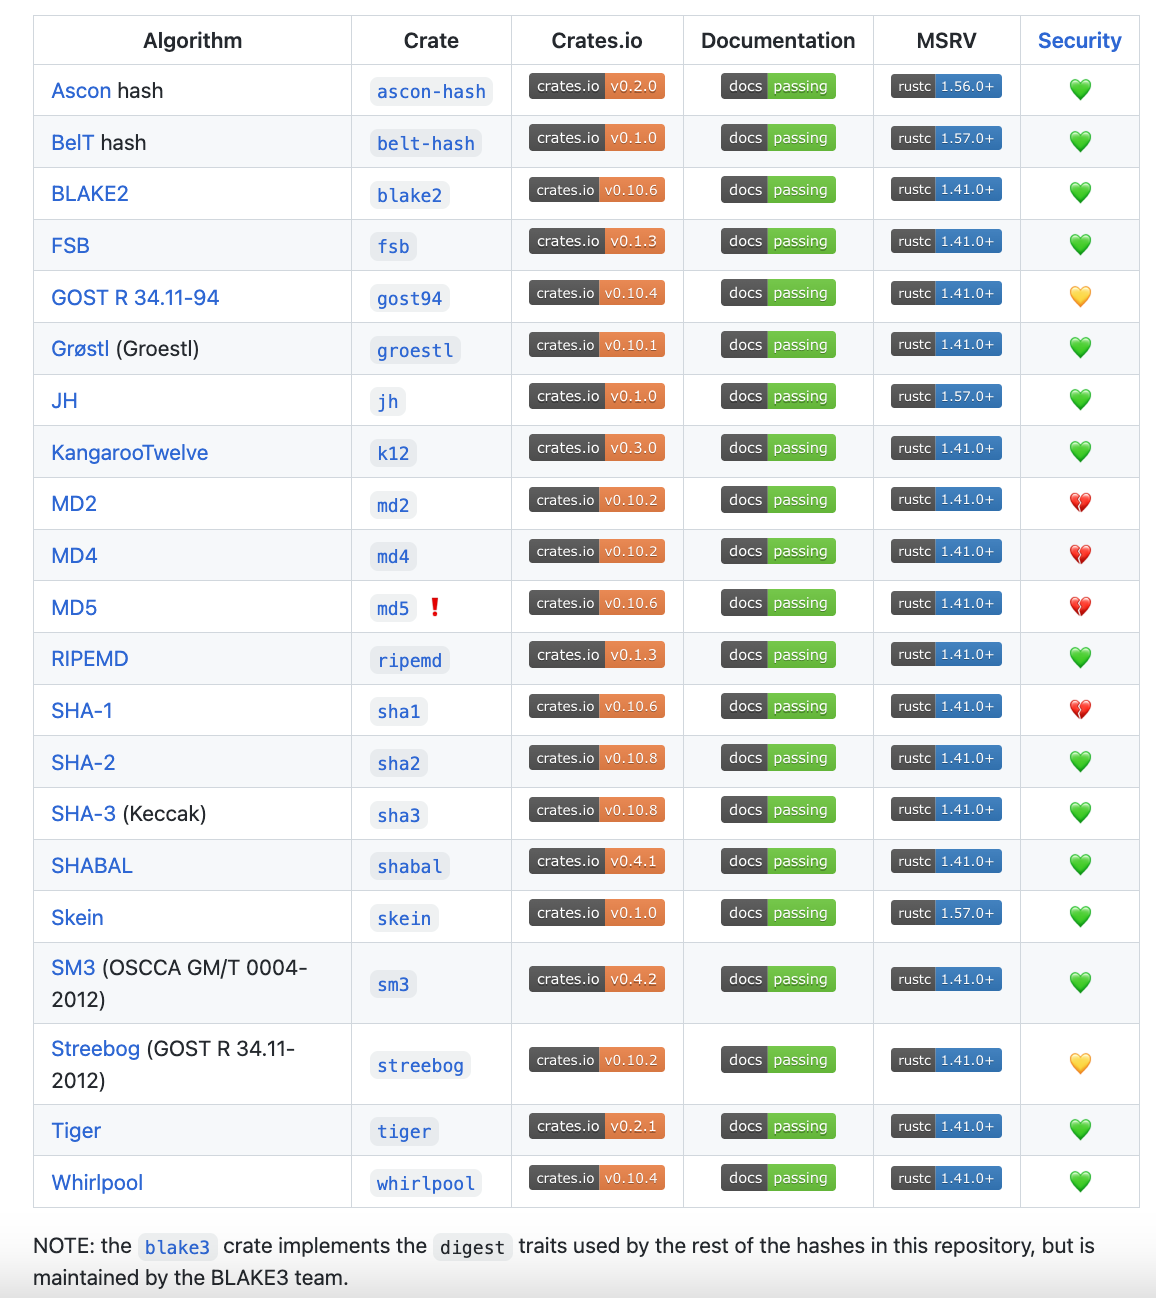 Algorithm Crate Crates.io Documentation MSRV Security
Ascon hash ascon-hash crates.io v0.2.0 docs passing rustc 1.56.0+
BelT hash belt-hash crates.io v0.1.0 docs passing rustc 1.57.0+
BLAKE2 blake2 crates.io v0.10.6 docs passing rustc 1.41.0+
FSB fsb crates.io v0.1.3 docs passing rustc 1.41.0+
GOST R 34.11-94 gost94 crates.io v0.10.4 docs passing rustc 1.41.0+
Grøstl (Groestl) groestl crates.io v0.10.1 docs passing rustc 1.41.0+
JH jh crates.io v0.1.0 docs passing rustc 1.57.0+
KangarooTwelve k12 crates.io v0.3.0 docs passing rustc 1.41.0+
MD2 md2 crates.io v0.10.2 docs passing rustc 1.41.0+
MD4 md4 crates.io v0.10.2 docs passing rustc 1.41.0+
MD5 md5 ❗ crates.io v0.10.6 docs passing rustc 1.41.0+
RIPEMD ripemd crates.io v0.1.3 docs passing rustc 1.41.0+
SHA-1 sha1 crates.io v0.10.6 docs passing rustc 1.41.0+
SHA-2 sha2 crates.io v0.10.8 docs passing rustc 1.41.0+
SHA-3 (Keccak) sha3 crates.io v0.10.8 docs passing rustc 1.41.0+
SHABAL shabal crates.io v0.4.1 docs passing rustc 1.41.0+
Skein skein crates.io v0.1.0 docs passing rustc 1.57.0+
SM3 (OSCCA GM/T 0004-
2012) sm3 crates.io v0.4.2 docs passing rustc 1.41.0+
Streebog (GOST R 34.11-
2012) streebog crates.io v0.10.2 docs passing rustc 1.41.0+
Tiger tiger crates.io v0.2.1 docs passing rustc 1.41.0+
Whirlpool whirlpool crates.io v0.10.4 docs passing rustc 1.41.0+
NOTE: the blake3 crate implements the digest traits used by the rest of the hashes in this repository, but is
maintained by the BLAKE3 team.